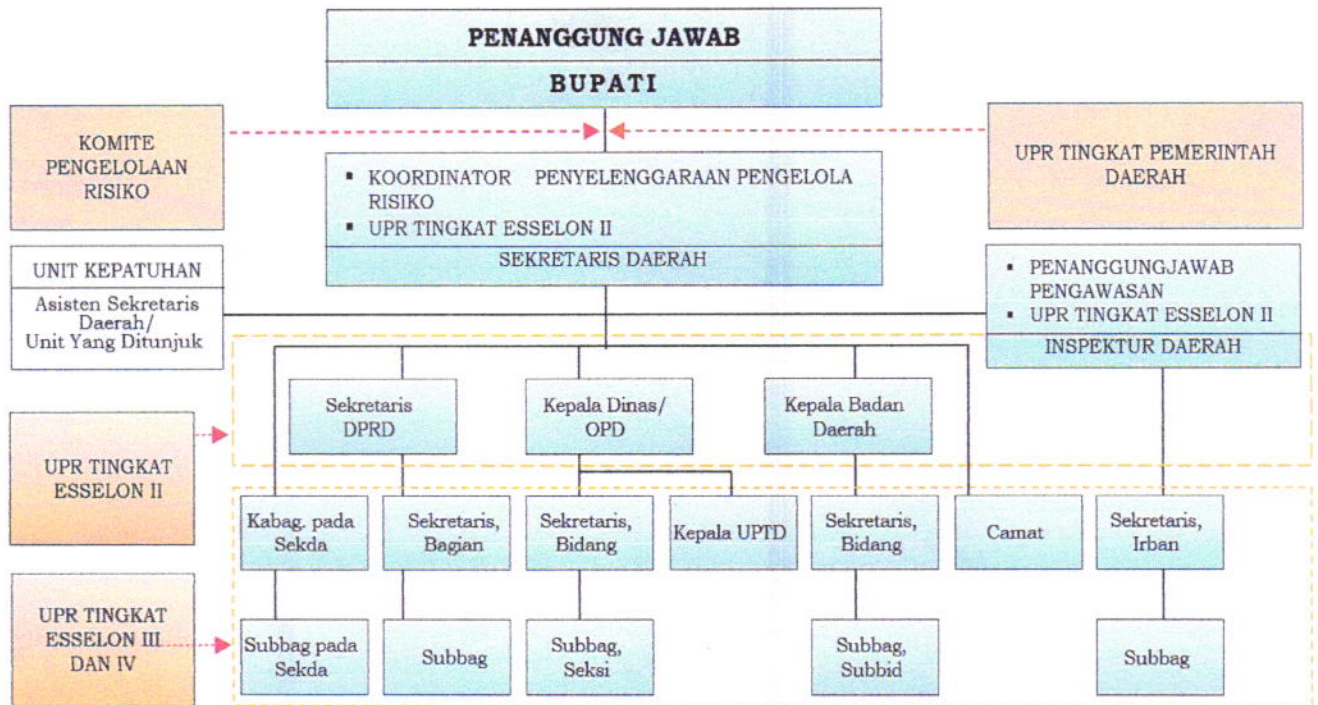 PENANGGUNG JAWAB
BUPATI
KOMITE
PENGELOLAAN
RISIKO
UPR TINGKAT PEMERINTAH
DAERAH
▪ KOORDINATOR PENYELENGGARAAN PENGELOLA
RISIKO
▪ UPR TINGKAT ESSELON II
SEKRETARIS DAERAH
UNIT KEPATUHAN
Asisten Sekretaris
Daerah/
Unit Yang Ditunjuk
▪ PENANGGUNGJAWAB
PENGAWASAN
▪ UPR TINGKAT ESSELON II
INSPEKTUR DAERAH
Sekretaris
DPRD
Kepala Dinas/
OPD
Kepala Badan
Daerah
UPR TINGKAT
ESSELON II
Kabag. pada
Sekda
Sekretaris,
Bagian
Sekretaris,
Bidang
Kepala UPTD
Sekretaris,
Bidang
Camat
Sekretaris,
Irban
UPR TINGKAT
ESSELON III
DAN IV
Subbag pada
Sekda
Subbag
Subbag,
Seksi
Subbag,
Subbid
Subbag